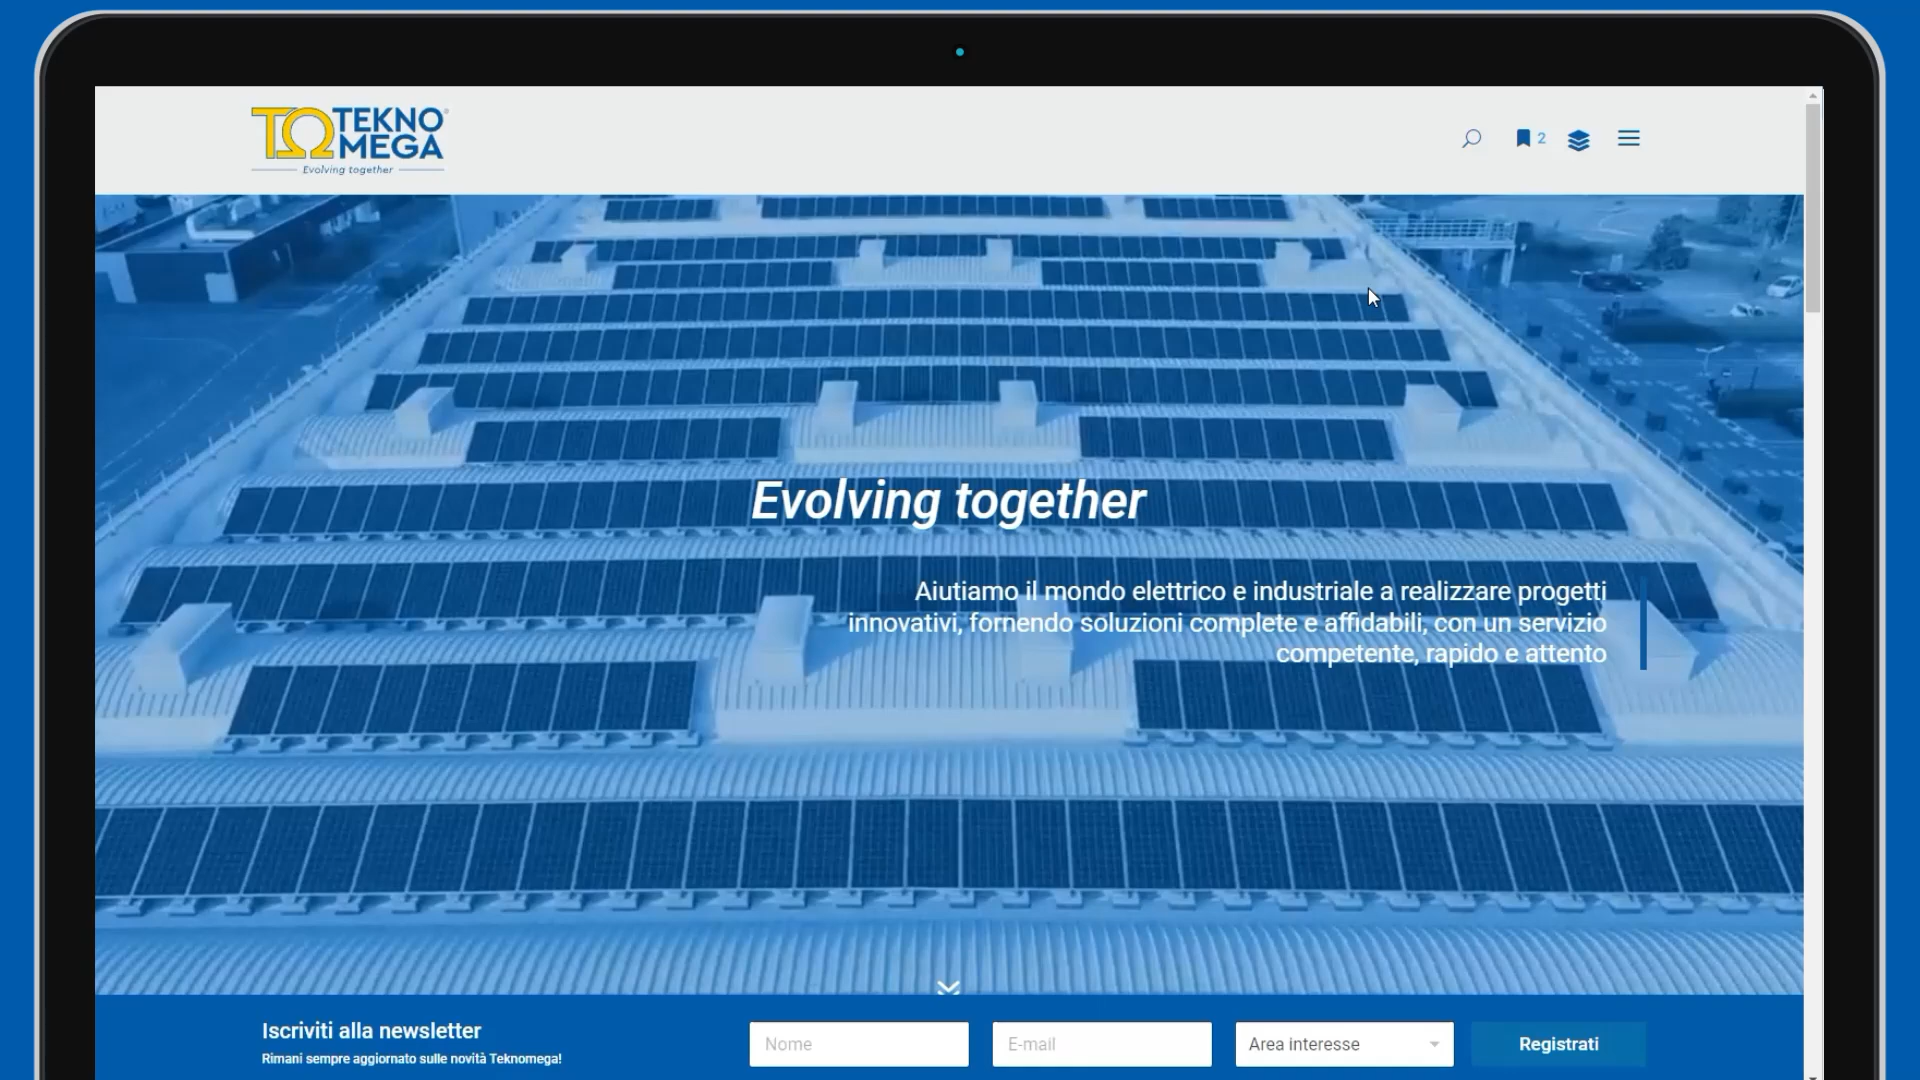 TEKNO
MEGA
Evolving together
2
Evolving together
Aiutiamo il mondo elettrico e industriale a realizzare progetti
innovativi, fornendo soluzioni complete e affidabili, con un servizio
competente, rapido e attento
Iscriviti alla newsletter
Rimani sempre aggiornato sulle novità Teknomega!
Nome
E-mail
Area interesse
Registrati